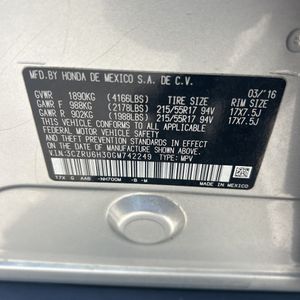 MFD.BY HONDA DE MEXICO S.A. DE C.V.
03/'16
GVWR 1890KG (4166LBS) TIRE SIZE RIM SIZE
GAWR F 988KG (2178LBS) 215/55R17 94V 17X7.5J
GAWR R 902KG (1988LBS) 215/55R17 94V 17X7.5J
THIS VEHICLE CONFORMS TO ALL APPLICABLE
FEDERAL MOTOR VEHICLE SAFETY AND THEFT
PREVENTION STANDARDS IN EFFECT ON THE DATE
OF MANUFACTURE SHOWN ABOVE.
V.I.N:3CZRU6H30GM742249 TYPE: MPV
T7X G AAB NH700M -B -M
MADE IN MEXICO